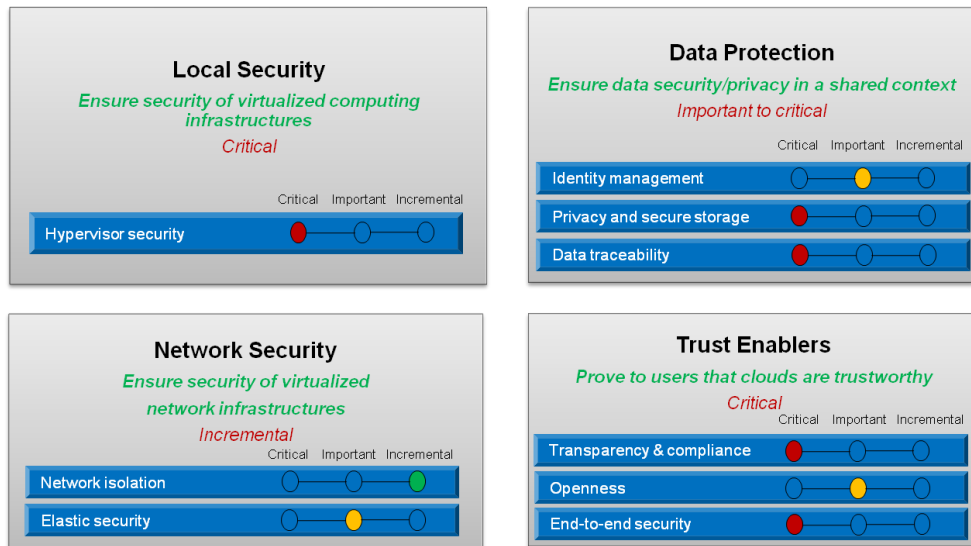 Local Security
Ensure security of virtualized computing
infrastructures
Critical
Critical Important Incremental
Hypervisor security
Data Protection
Ensure data security/privacy in a shared context
Important to critical
Critical Important Incremental
Identity management
Privacy and secure storage
Data traceability
Network Security
Ensure security of virtualized
network infrastructures
Incremental
Critical Important Incremental
Network isolation
Elastic security
Trust Enablers
Prove to users that clouds are trustworthy
Critical
Critical Important Incremental
Transparency & compliance
Openness
End-to-end security